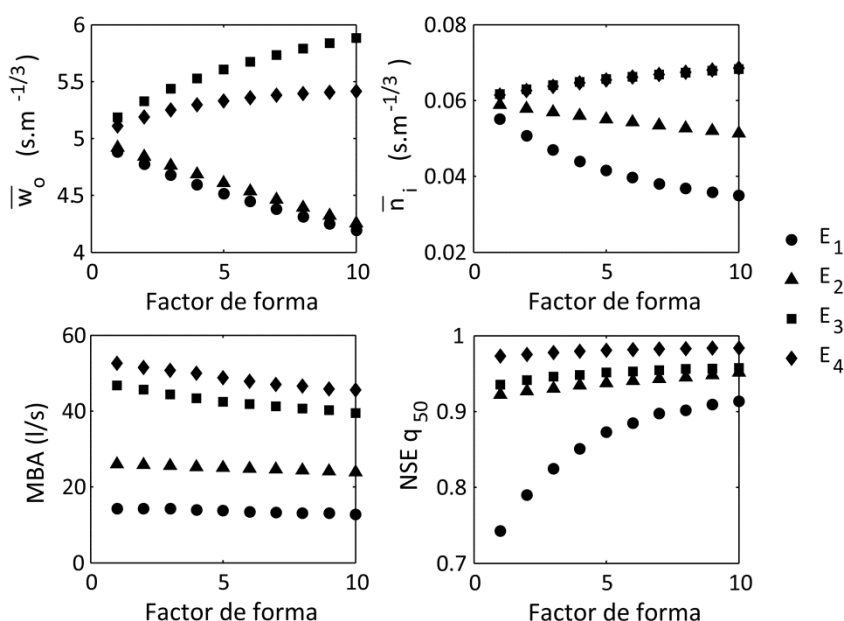 w̅ₒ (s.m⁻¹/³)
6
5.5
5
4.5
4
0
5
10
Factor de forma
n̅ᵢ (s.m⁻¹/³)
0.08
0.06
0.04
0.02
0
5
10
Factor de forma
E₁
E₂
E₃
E₄
MBA (l/s)
60
40
20
0
0
5
10
Factor de forma
NSE q₅₀
1
0.9
0.8
0.7
0
5
10
Factor de forma